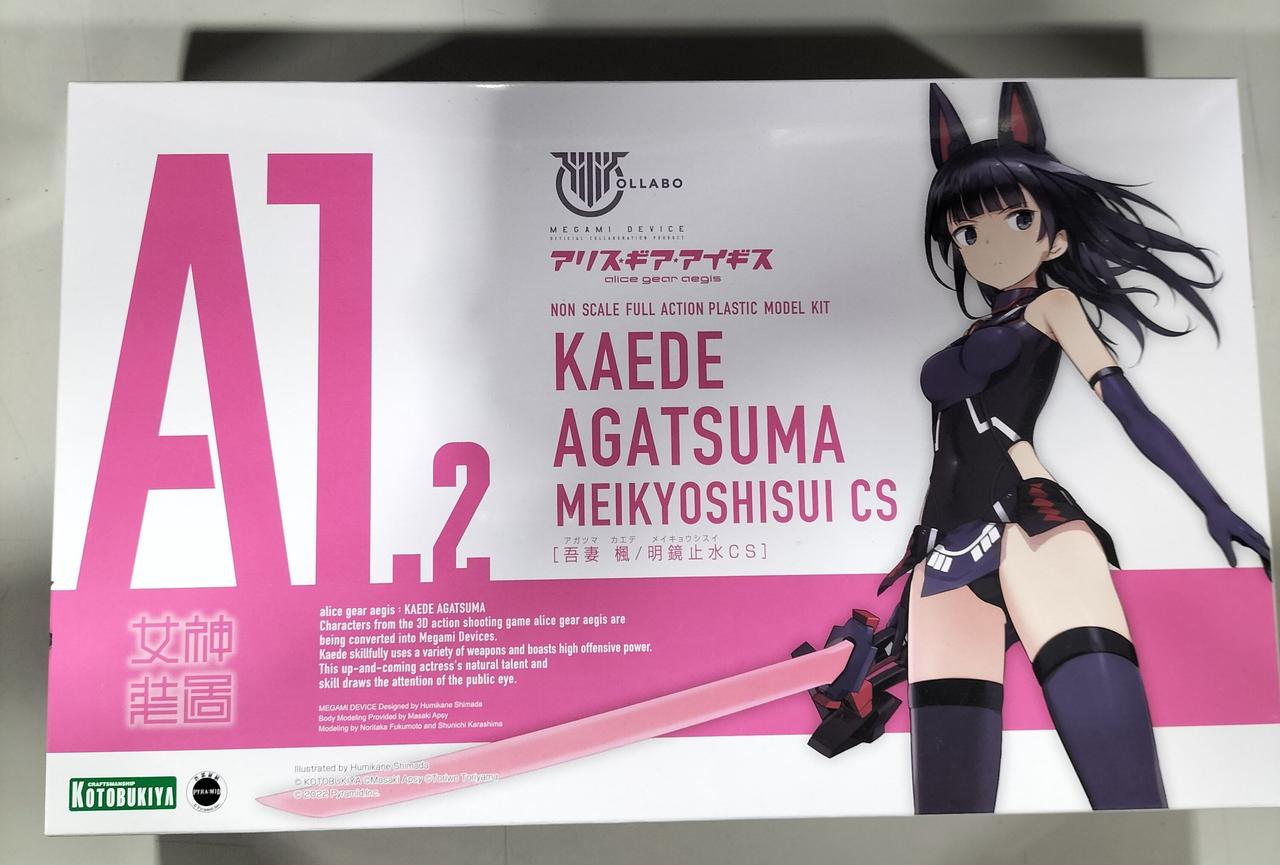 A1.2
COLLABO
MEGAMI DEVICE
OFFICIAL COLLABORATION PRODUCT
アリス・ギア・アイギス
alice gear aegis
NON SCALE FULL ACTION PLASTIC MODEL KIT
KAEDE
AGATSUMA
MEIKYOSHISUI CS
アガツマ カエデ メイキョウシスイ
[吾妻 楓/明鏡止水CS]
女神
装置
alice gear aegis : KAEDE AGATSUMA
Characters from the 3D action shooting game alice gear aegis are
being converted into Megami Devices.
Kaede skillfully uses a variety of weapons and boasts high offensive power.
This up-and-coming actress's natural talent and
skill draws the attention of the public eye.
MEGAMI DEVICE Designed by Humikane Shimada
Body Modeling Provided by Masaki Apsy
Modeling by Noritaka Fukumoto and Shunichi Karashima
Illustrated by Humikane Shimada
© KOTOBUKIYA ©Masaki Apsy ©Toriwo Toriyama
© 2022 Pyramid,Inc.
CRAFTSMANSHIP
KOTOBUKIYA
PYRAMID